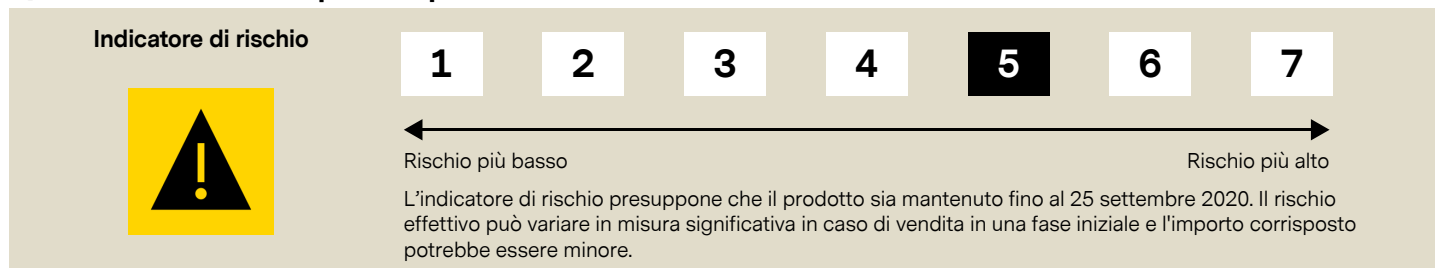 Indicatore di rischio
1 2 3 4 5 6 7
Rischio più basso Rischio più alto
L'indicatore di rischio presuppone che il prodotto sia mantenuto fino al 25 settembre 2020. Il rischio
effettivo può variare in misura significativa in caso di vendita in una fase iniziale e l'importo corrisposto
potrebbe essere minore.